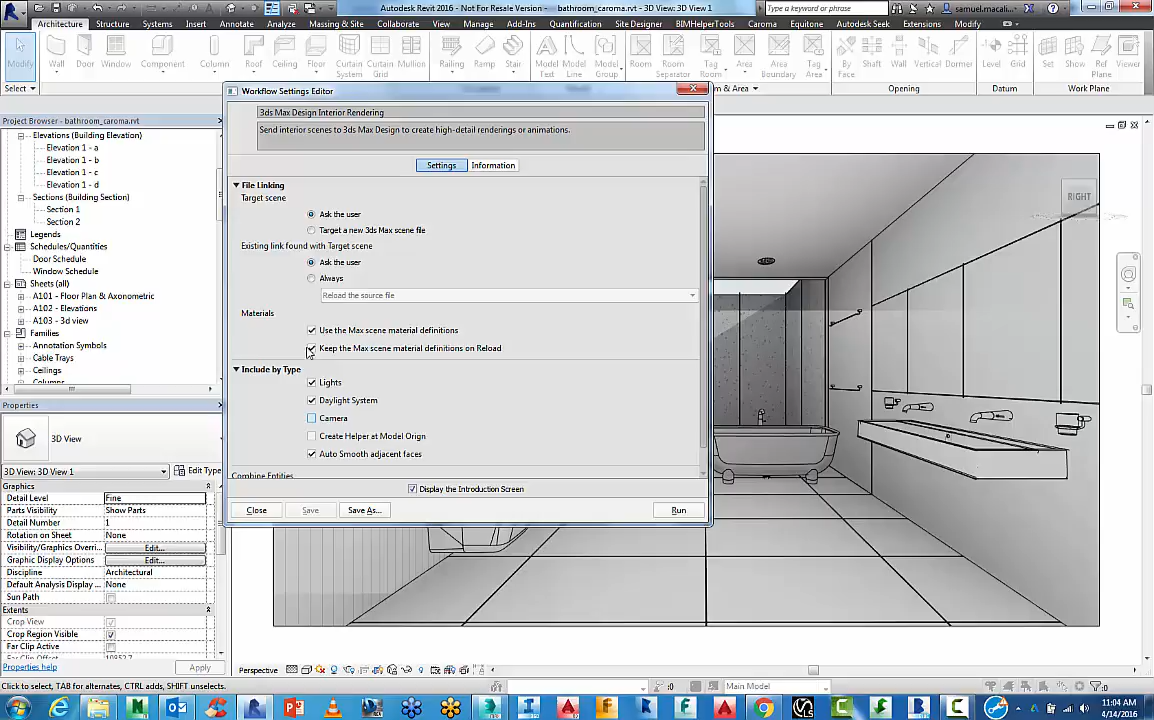 Autodesk Revit 2016 - Not For Resale Version - bathroom_caroma.rvt - 3D View: 3D View 1
Type a keyword or phrase
samuel.macali...
Architecture Structure Systems Insert Annotate Analyze Massing & Site Collaborate View Manage Add-Ins Quantification Site Designer BIMHelperTools Caroma Equitone Autodesk Seek Extensions Modify
Modify Wall Door Window Component Column Roof Ceiling Floor Curtain System Curtain Grid Mullion Railing Ramp Stair Model Text Model Line Model Group Room Room Separator Tag Room Area Area Boundary Tag Area By Face Shaft Wall Vertical Dormer Level Grid Set Show Ref Plane Viewer
Select
m & Area
Opening
Datum
Work Plane
Project Browser - bathroom_caroma.rvt
Elevations (Building Elevation)
Elevation 1 - a
Elevation 1 - b
Elevation 1 - c
Elevation 1 - d
Sections (Building Section)
Section 1
Section 2
Legends
Schedules/Quantities
Door Schedule
Window Schedule
Sheets (all)
A101 - Floor Plan & Axonometric
A102 - Elevations
A103 - 3d view
Families
Annotation Symbols
Cable Trays
Ceilings
Columns
Properties
3D View
3D View: 3D View 1
Edit Type
Graphics
Detail Level Fine
Parts Visibility Show Parts
Detail Number 1
Rotation on Sheet None
Visibility/Graphics Overri... Edit...
Graphic Display Options Edit...
Discipline Architectural
Default Analysis Display ... None
Sun Path
Extents
Crop View
Crop Region Visible
Far Clip Active
Properties help
Apply
Workflow Settings Editor
3ds Max Design Interior Rendering
Send interior scenes to 3ds Max Design to create high-detail renderings or animations.
Settings Information
File Linking
Target scene
Ask the user
Target a new 3ds Max scene file
Existing link found with Target scene
Ask the user
Always
Reload the source file
Materials
Use the Max scene material definitions
Keep the Max scene material definitions on Reload
Include by Type
Lights
Daylight System
Camera
Create Helper at Model Orign
Auto Smooth adjacent faces
Combine Entities
Display the Introduction Screen
Close Save Save As... Run
RIGHT
Perspective
Click to select, TAB for alternates, CTRL adds, SHIFT unselects.
:0
Main Model
:0
11:04 AM
4/14/2016